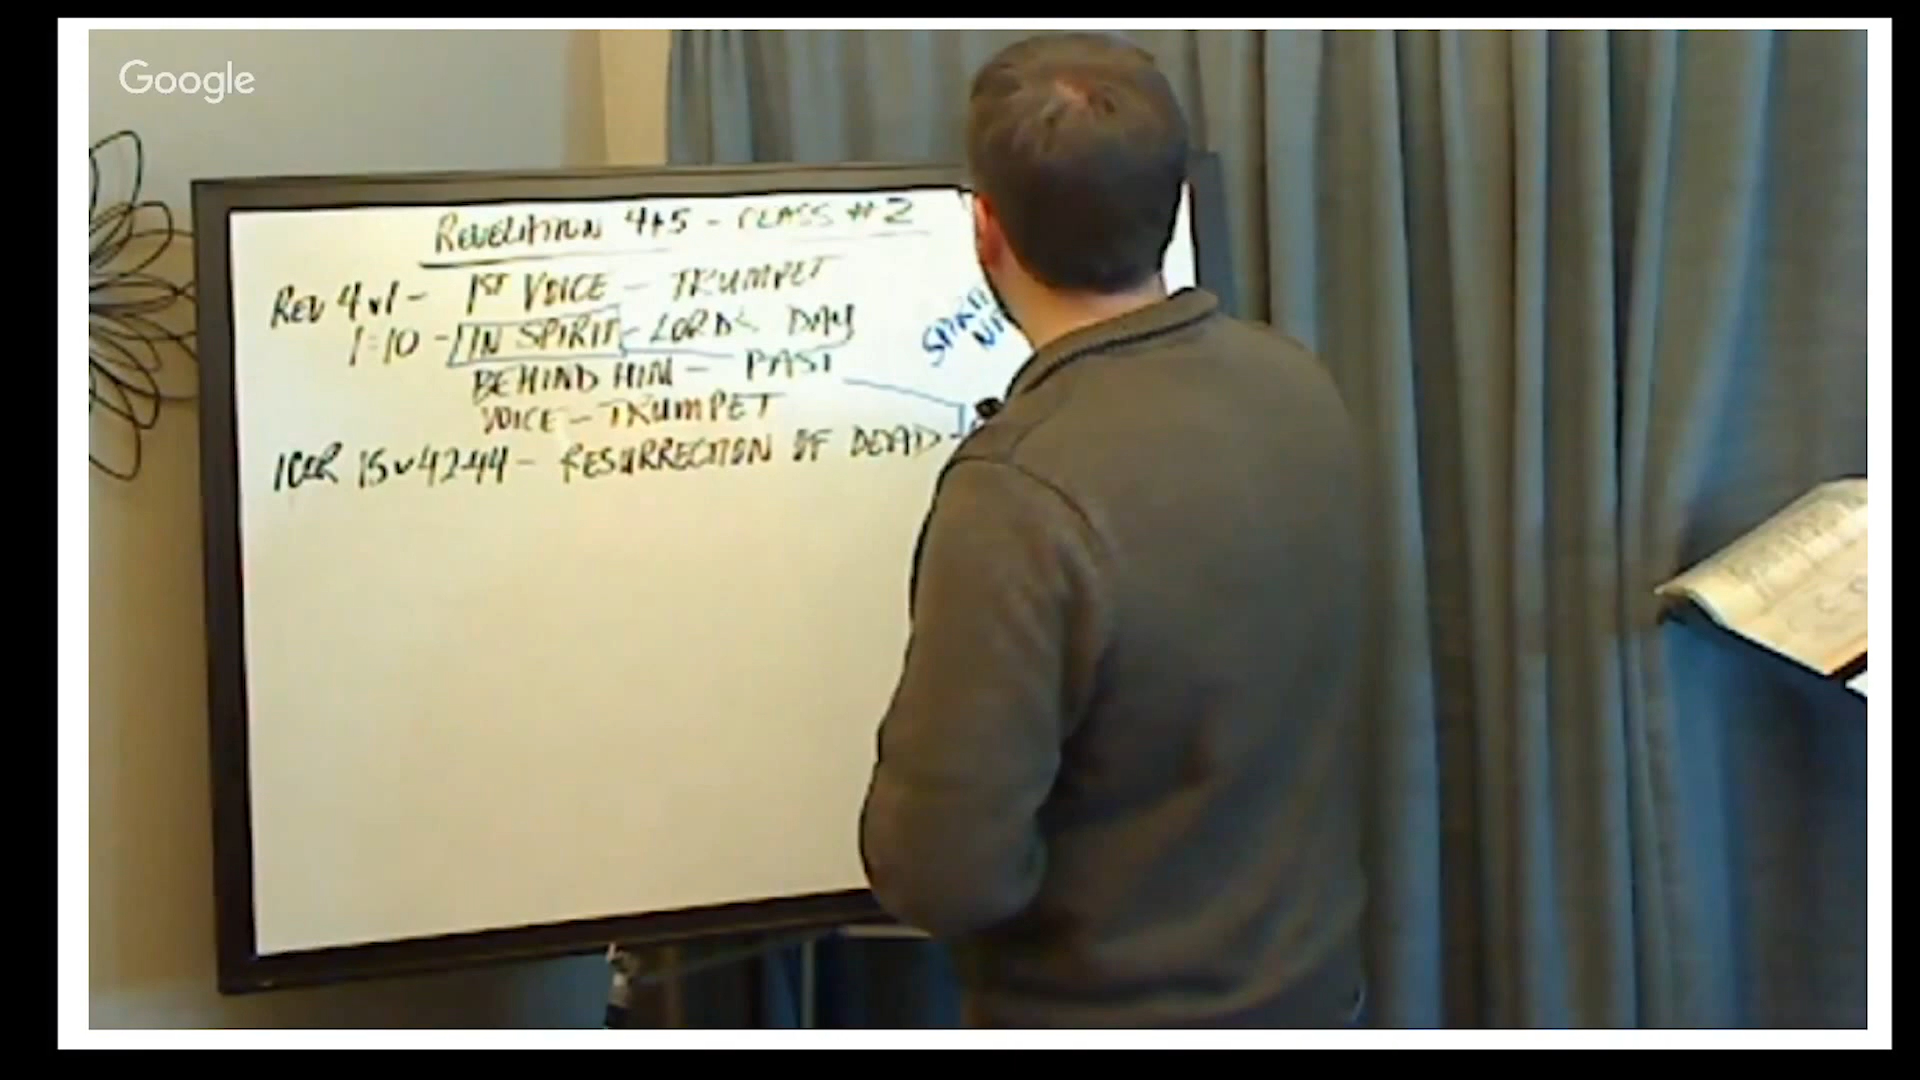 Google
REVELATION 4+5 - CLASS #2
REV 4v1 - 1ST VOICE - TRUMPET
1:10 - IN SPIRIT - LORDS DAY
BEHIND HIM - PAST
VOICE - TRUMPET
1COR 15v42-44 - RESURRECTION OF DEAD -